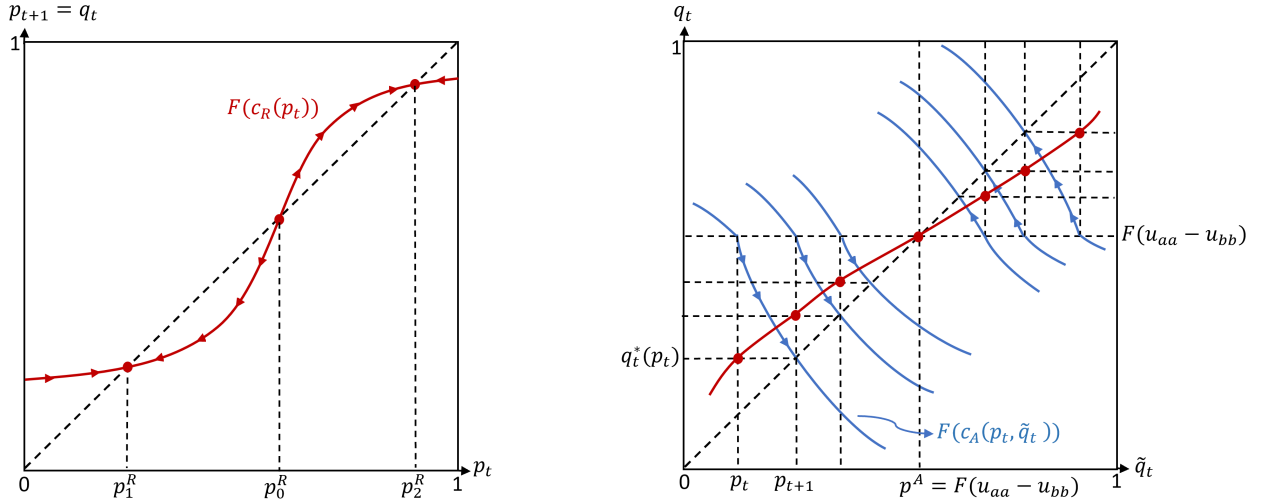 p_{t+1} = q_t
1
F(c_R(p_t))
0
p_1^R
p_0^R
p_2^R
1
p_t
q_t
1
F(u_{aa} − u_{bb})
q_t^*(p_t)
F(c_A(p_t, q̃_t ))
0
p_t
p_{t+1}
p^A = F(u_{aa} − u_{bb})
1
q̃_t